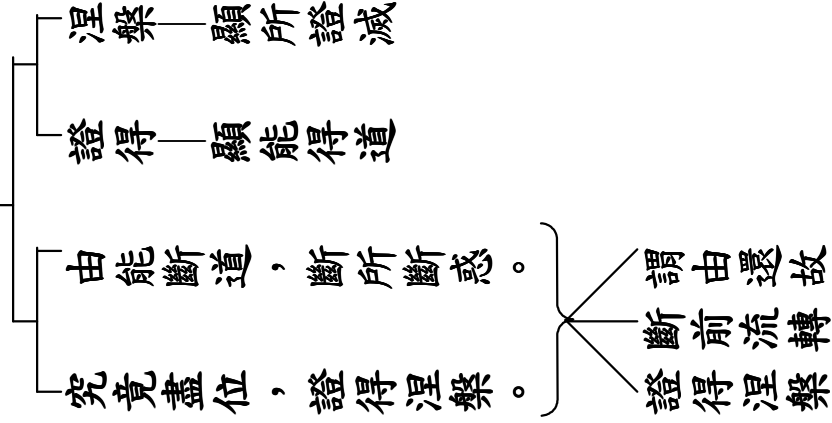 涅槃——顯所證滅
證得——顯能得道
由能斷道，斷所斷惑。
究竟盡位，證得涅槃。
謂由還故
斷前流轉
證得涅槃